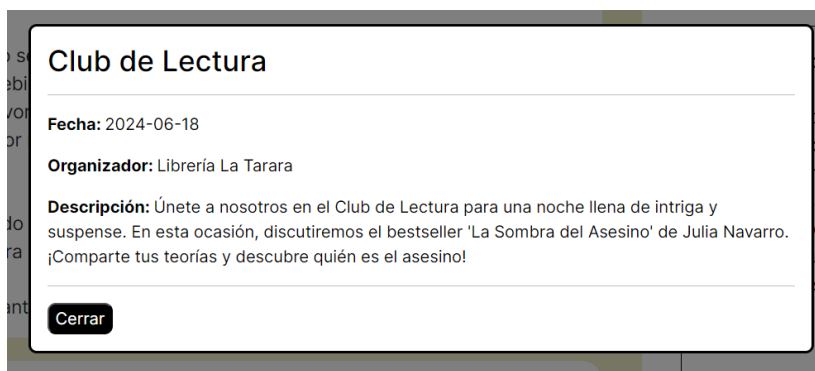 Club de Lectura
Fecha: 2024-06-18
Organizador: Librería La Tarara
Descripción: Únete a nosotros en el Club de Lectura para una noche llena de intriga y
suspense. En esta ocasión, discutiremos el bestseller 'La Sombra del Asesino' de Julia Navarro.
¡Comparte tus teorías y descubre quién es el asesino!
Cerrar